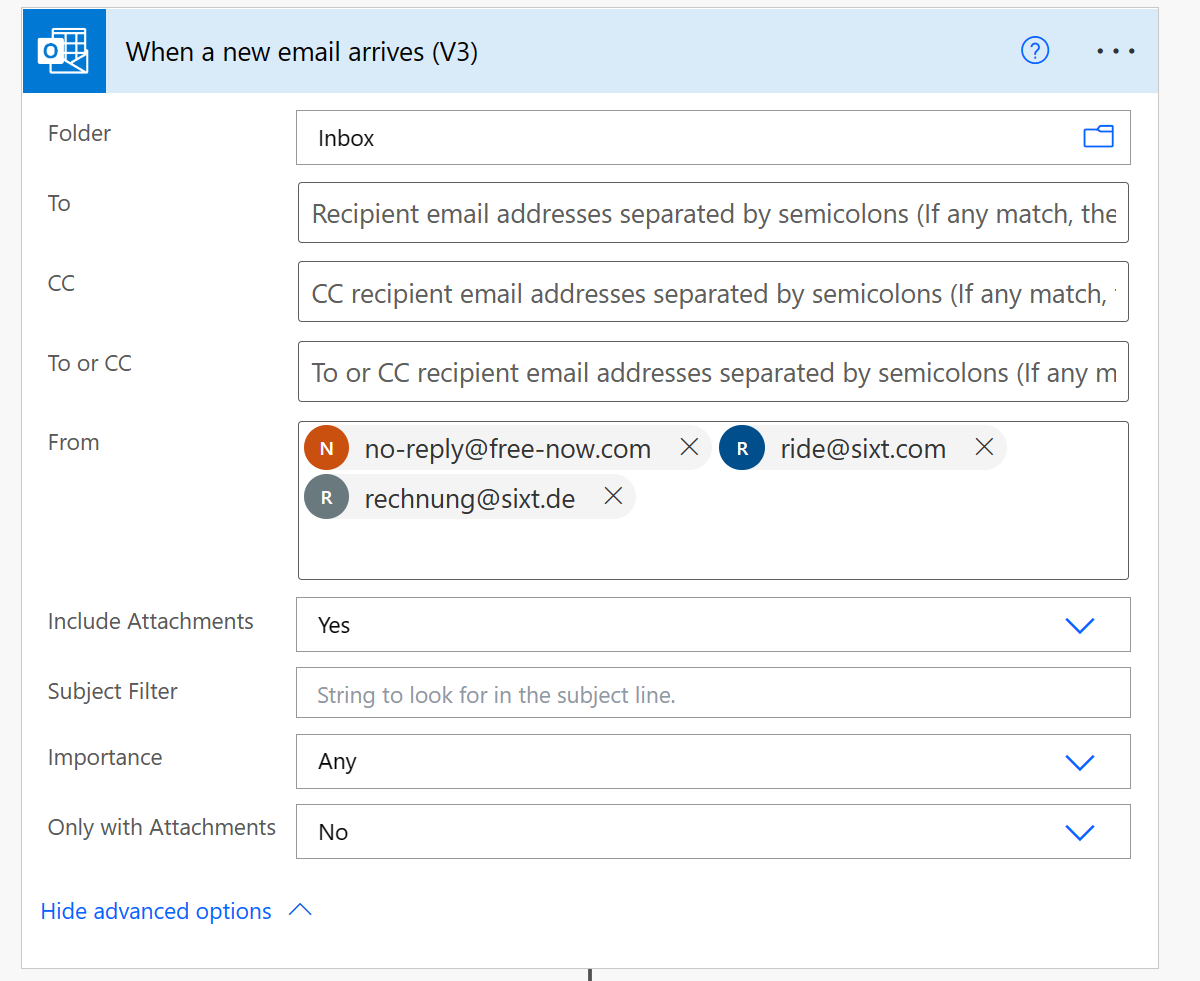 When a new email arrives (V3)
Folder
Inbox
To
Recipient email addresses separated by semicolons (If any match, the
CC
CC recipient email addresses separated by semicolons (If any match,
To or CC
To or CC recipient email addresses separated by semicolons (If any m
From
N no-reply@free-now.com R ride@sixt.com
R rechnung@sixt.de
Include Attachments
Yes
Subject Filter
String to look for in the subject line.
Importance
Any
Only with Attachments
No
Hide advanced options